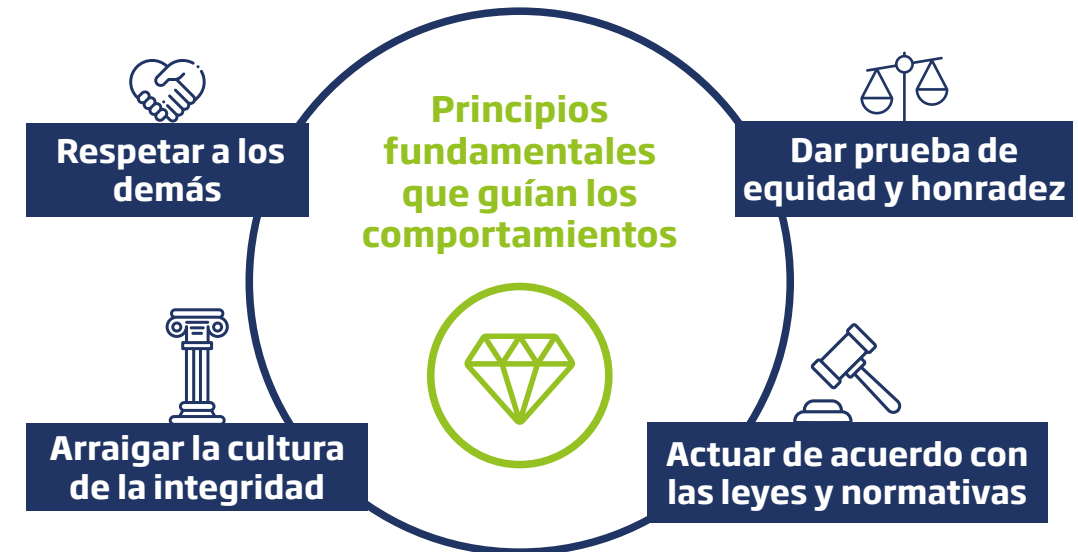 Principios
fundamentales
que guían los
comportamientos
Respetar a los
demás
Dar prueba de
equidad y honradez
Arraigar la cultura
de la integridad
Actuar de acuerdo con
las leyes y normativas